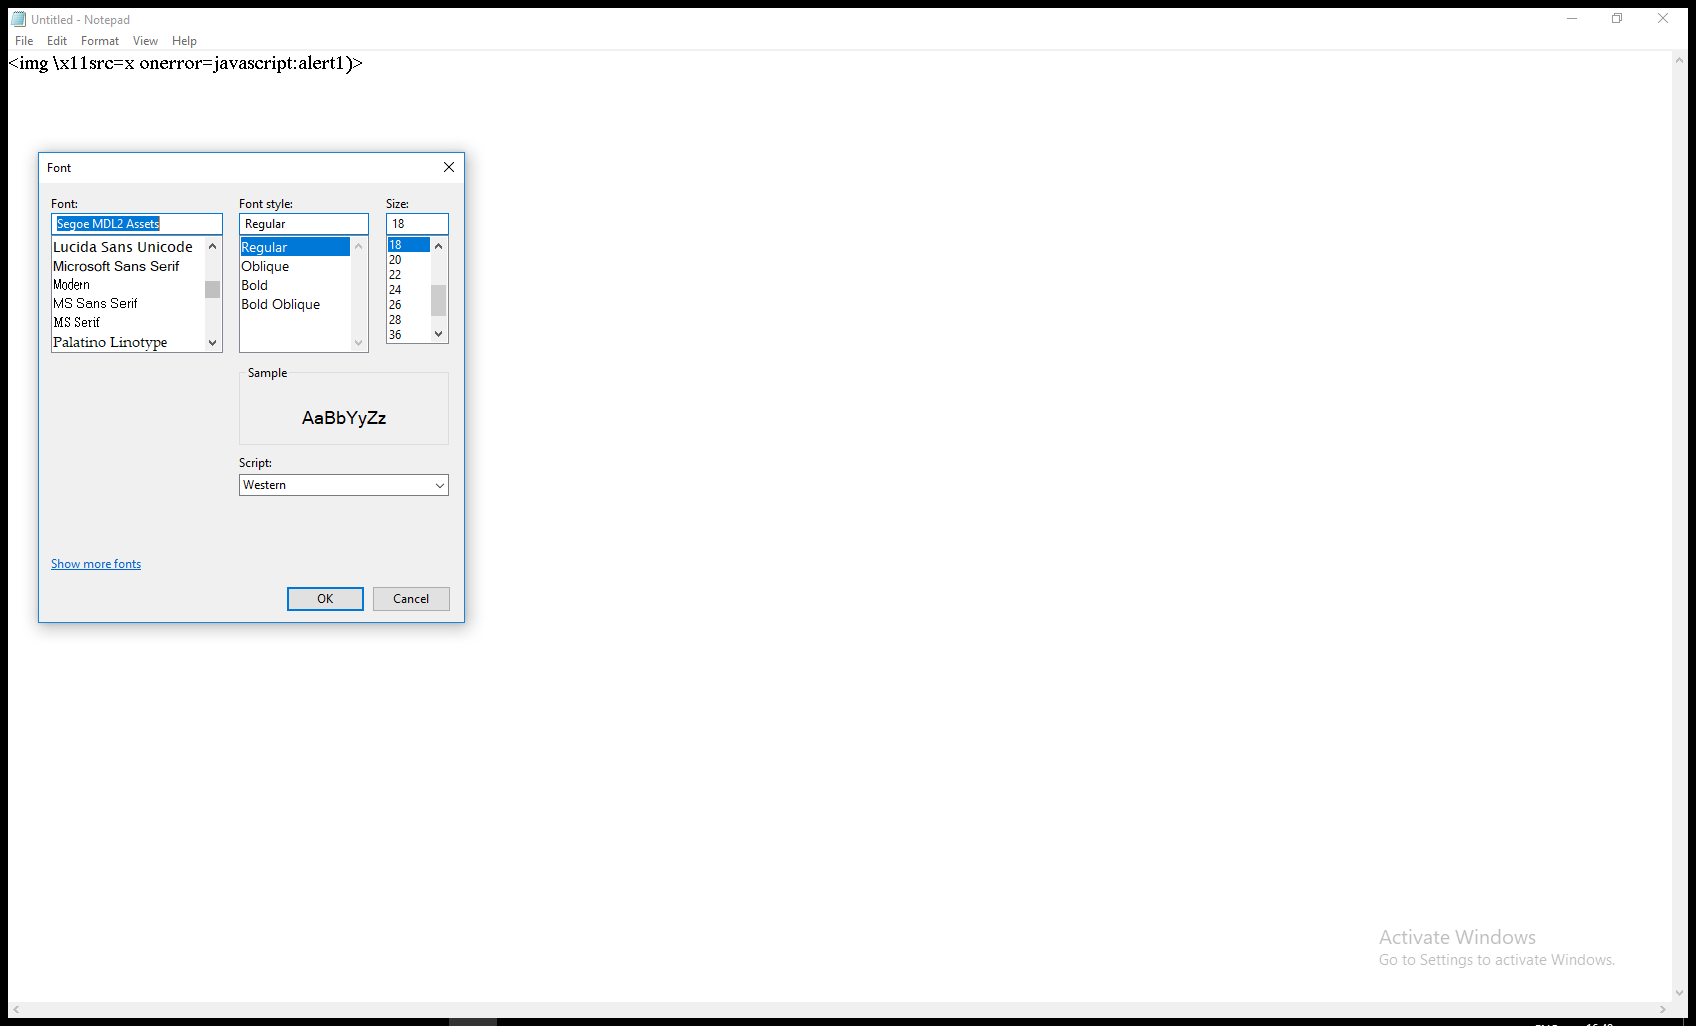 Untitled - Notepad
File Edit Format View Help
<img \x11src=x onerror=javascript:alert1)>
Font
Font: Font style: Size:
Segoe MDL2 Assets Regular 18
Lucida Sans Unicode
Microsoft Sans Serif
Modern
MS Sans Serif
MS Serif
Palatino Linotype
Regular
Oblique
Bold
Bold Oblique
18
20
22
24
26
28
36
Sample
AaBbYyZz
Script:
Western
Show more fonts
OK Cancel
Activate Windows
Go to Settings to activate Windows.